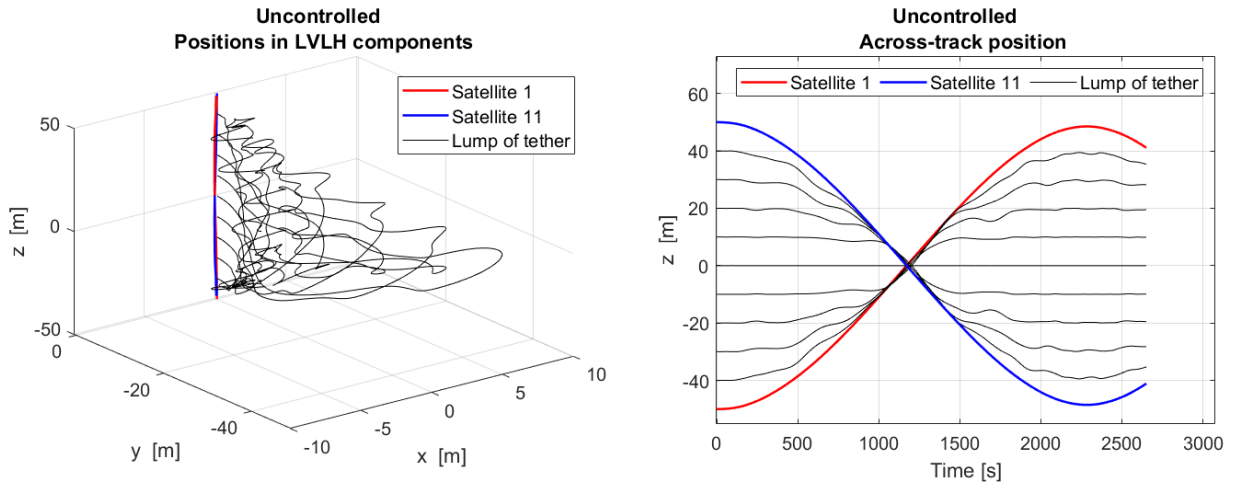 Uncontrolled
Positions in LVLH components
Satellite 1
Satellite 11
Lump of tether
50
0
-50
z [m]
0
-20
-40
y [m]
-10
-5
0
5
10
x [m]
Uncontrolled
Across-track position
Satellite 1 Satellite 11 Lump of tether
60
40
20
0
-20
-40
z [m]
0 500 1000 1500 2000 2500 3000
Time [s]